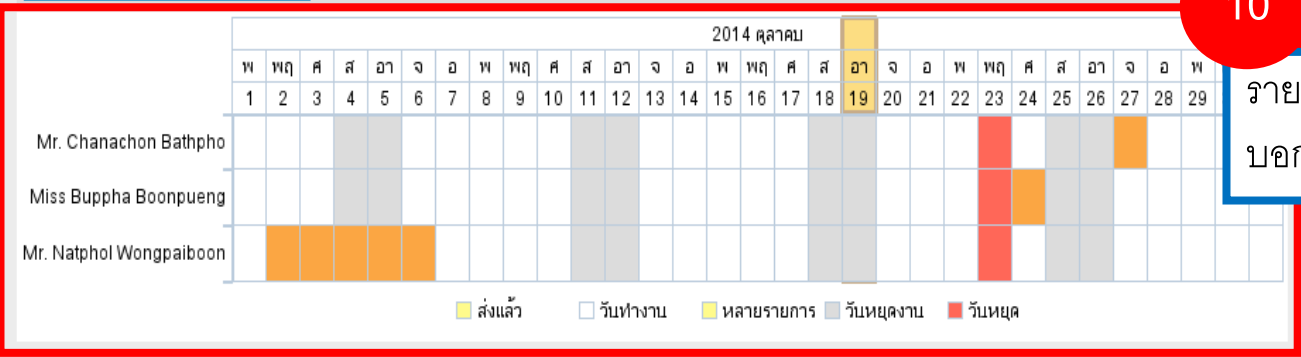 10
2014 ตุลาคม
พ พฤ ศ ส อา จ อ พ พฤ ศ ส อา จ อ พ พฤ ศ ส อา จ อ พ พฤ ศ ส อา จ อ พ
1 2 3 4 5 6 7 8 9 10 11 12 13 14 15 16 17 18 19 20 21 22 23 24 25 26 27 28 29
ราย
Mr. Chanachon Bathpho
บอก
Miss Buppha Boonpueng
Mr. Natphol Wongpaiboon
ส่งแล้ว วันทำงาน หลายรายการ วันหยุดงาน วันหยุด